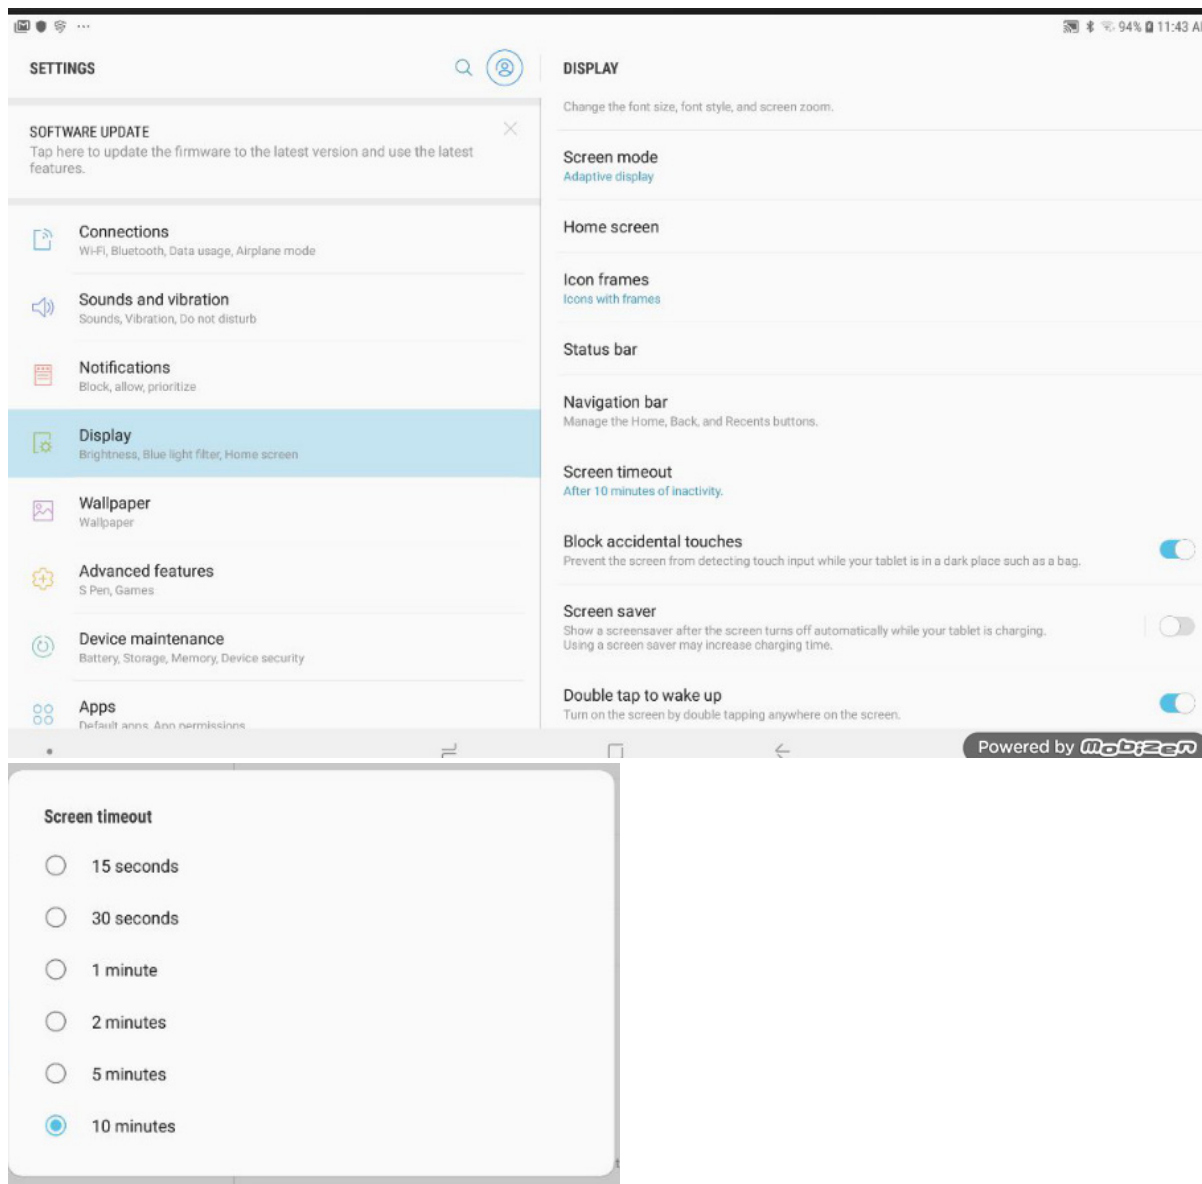 94% 11:43 A
SETTINGS
SOFTWARE UPDATE
Tap here to update the firmware to the latest version and use the latest
features.
Connections
Wi-Fi, Bluetooth, Data usage, Airplane mode
Sounds and vibration
Sounds, Vibration, Do not disturb
Notifications
Block, allow, prioritize
Display
Brightness, Blue light filter, Home screen
Wallpaper
Wallpaper
Advanced features
S Pen, Games
Device maintenance
Battery, Storage, Memory, Device security
Apps
Default apps, App permissions
DISPLAY
Change the font size, font style, and screen zoom.
Screen mode
Adaptive display
Home screen
Icon frames
Icons with frames
Status bar
Navigation bar
Manage the Home, Back, and Recents buttons.
Screen timeout
After 10 minutes of inactivity.
Block accidental touches
Prevent the screen from detecting touch input while your tablet is in a dark place such as a bag.
Screen saver
Show a screensaver after the screen turns off automatically while your tablet is charging.
Using a screen saver may increase charging time.
Double tap to wake up
Turn on the screen by double tapping anywhere on the screen.
Powered by mobizen
Screen timeout
15 seconds
30 seconds
1 minute
2 minutes
5 minutes
10 minutes
t